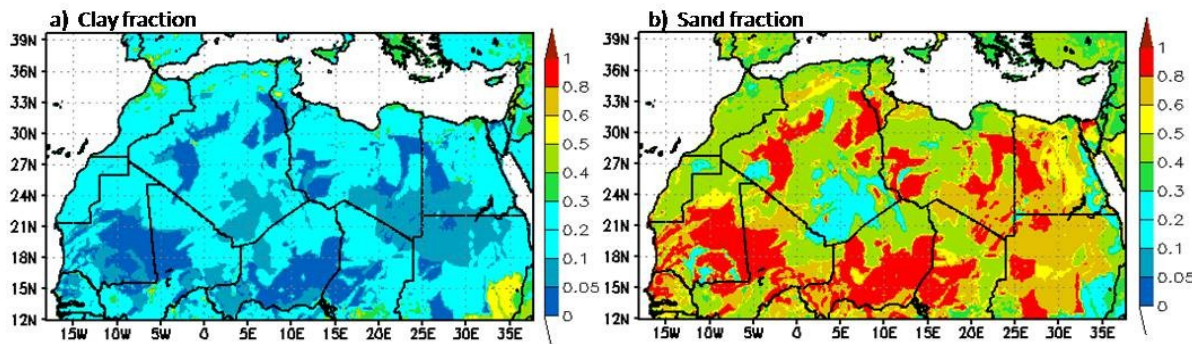 a) Clay fraction
39N
36N
33N
30N
27N
24N
21N
18N
15N
12N
15W 10W 5W 0 5E 10E 15E 20E 25E 30E 35E
1
0.8
0.6
0.5
0.4
0.3
0.2
0.1
0.05
0
b) Sand fraction
39N
36N
33N
30N
27N
24N
21N
18N
15N
12N
15W 10W 5W 0 5E 10E 15E 20E 25E 30E 35E
1
0.8
0.6
0.5
0.4
0.3
0.2
0.1
0.05
0